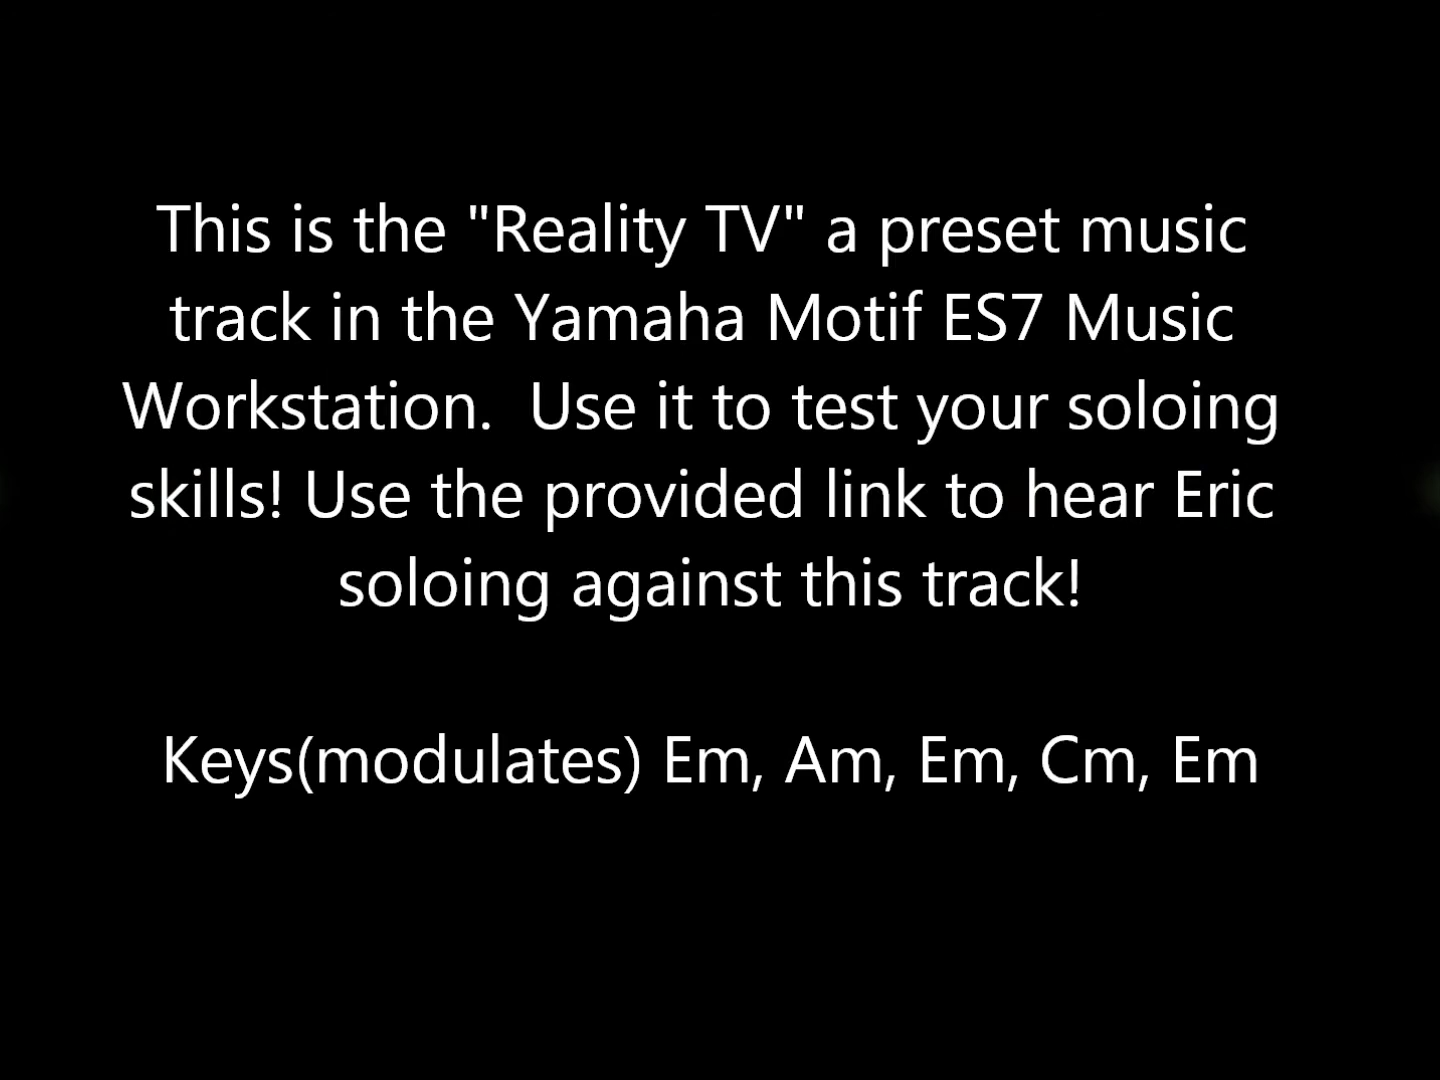 This is the "Reality TV" a preset music
track in the Yamaha Motif ES7 Music
Workstation.  Use it to test your soloing
skills! Use the provided link to hear Eric
soloing against this track!
Keys(modulates) Em, Am, Em, Cm, Em